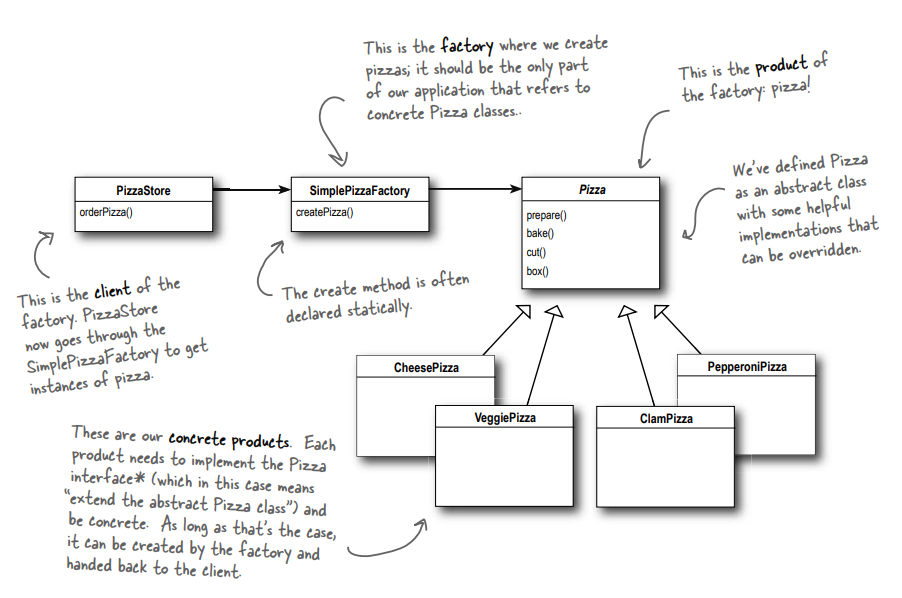 This is the factory where we create
pizzas; it should be the only part
of our application that refers to
concrete Pizza classes..
This is the product of
the factory: pizza!
We've defined Pizza
as an abstract class
with some helpful
implementations that
can be overridden.
PizzaStore
orderPizza()
SimplePizzaFactory
createPizza()
Pizza
prepare()
bake()
cut()
box()
This is the client of the
factory. PizzaStore
now goes through the
SimplePizzaFactory to get
instances of pizza.
The create method is often
declared statically.
CheesePizza
VeggiePizza
ClamPizza
PepperoniPizza
These are our concrete products. Each
product needs to implement the Pizza
interface* (which in this case means
"extend the abstract Pizza class") and
be concrete. As long as that's the case,
it can be created by the factory and
handed back to the client.